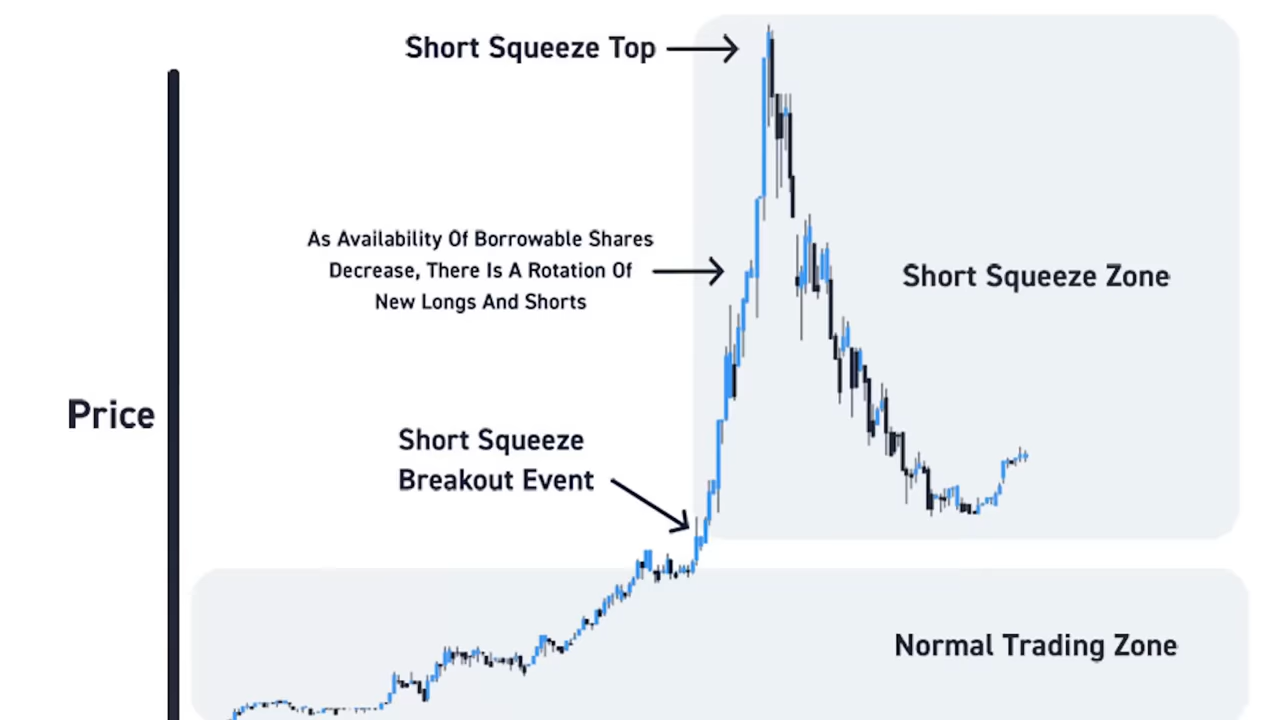 Short Squeeze Top
As Availability Of Borrowable Shares
Decrease, There Is A Rotation Of
New Longs And Shorts
Short Squeeze Zone
Price
Short Squeeze
Breakout Event
Normal Trading Zone